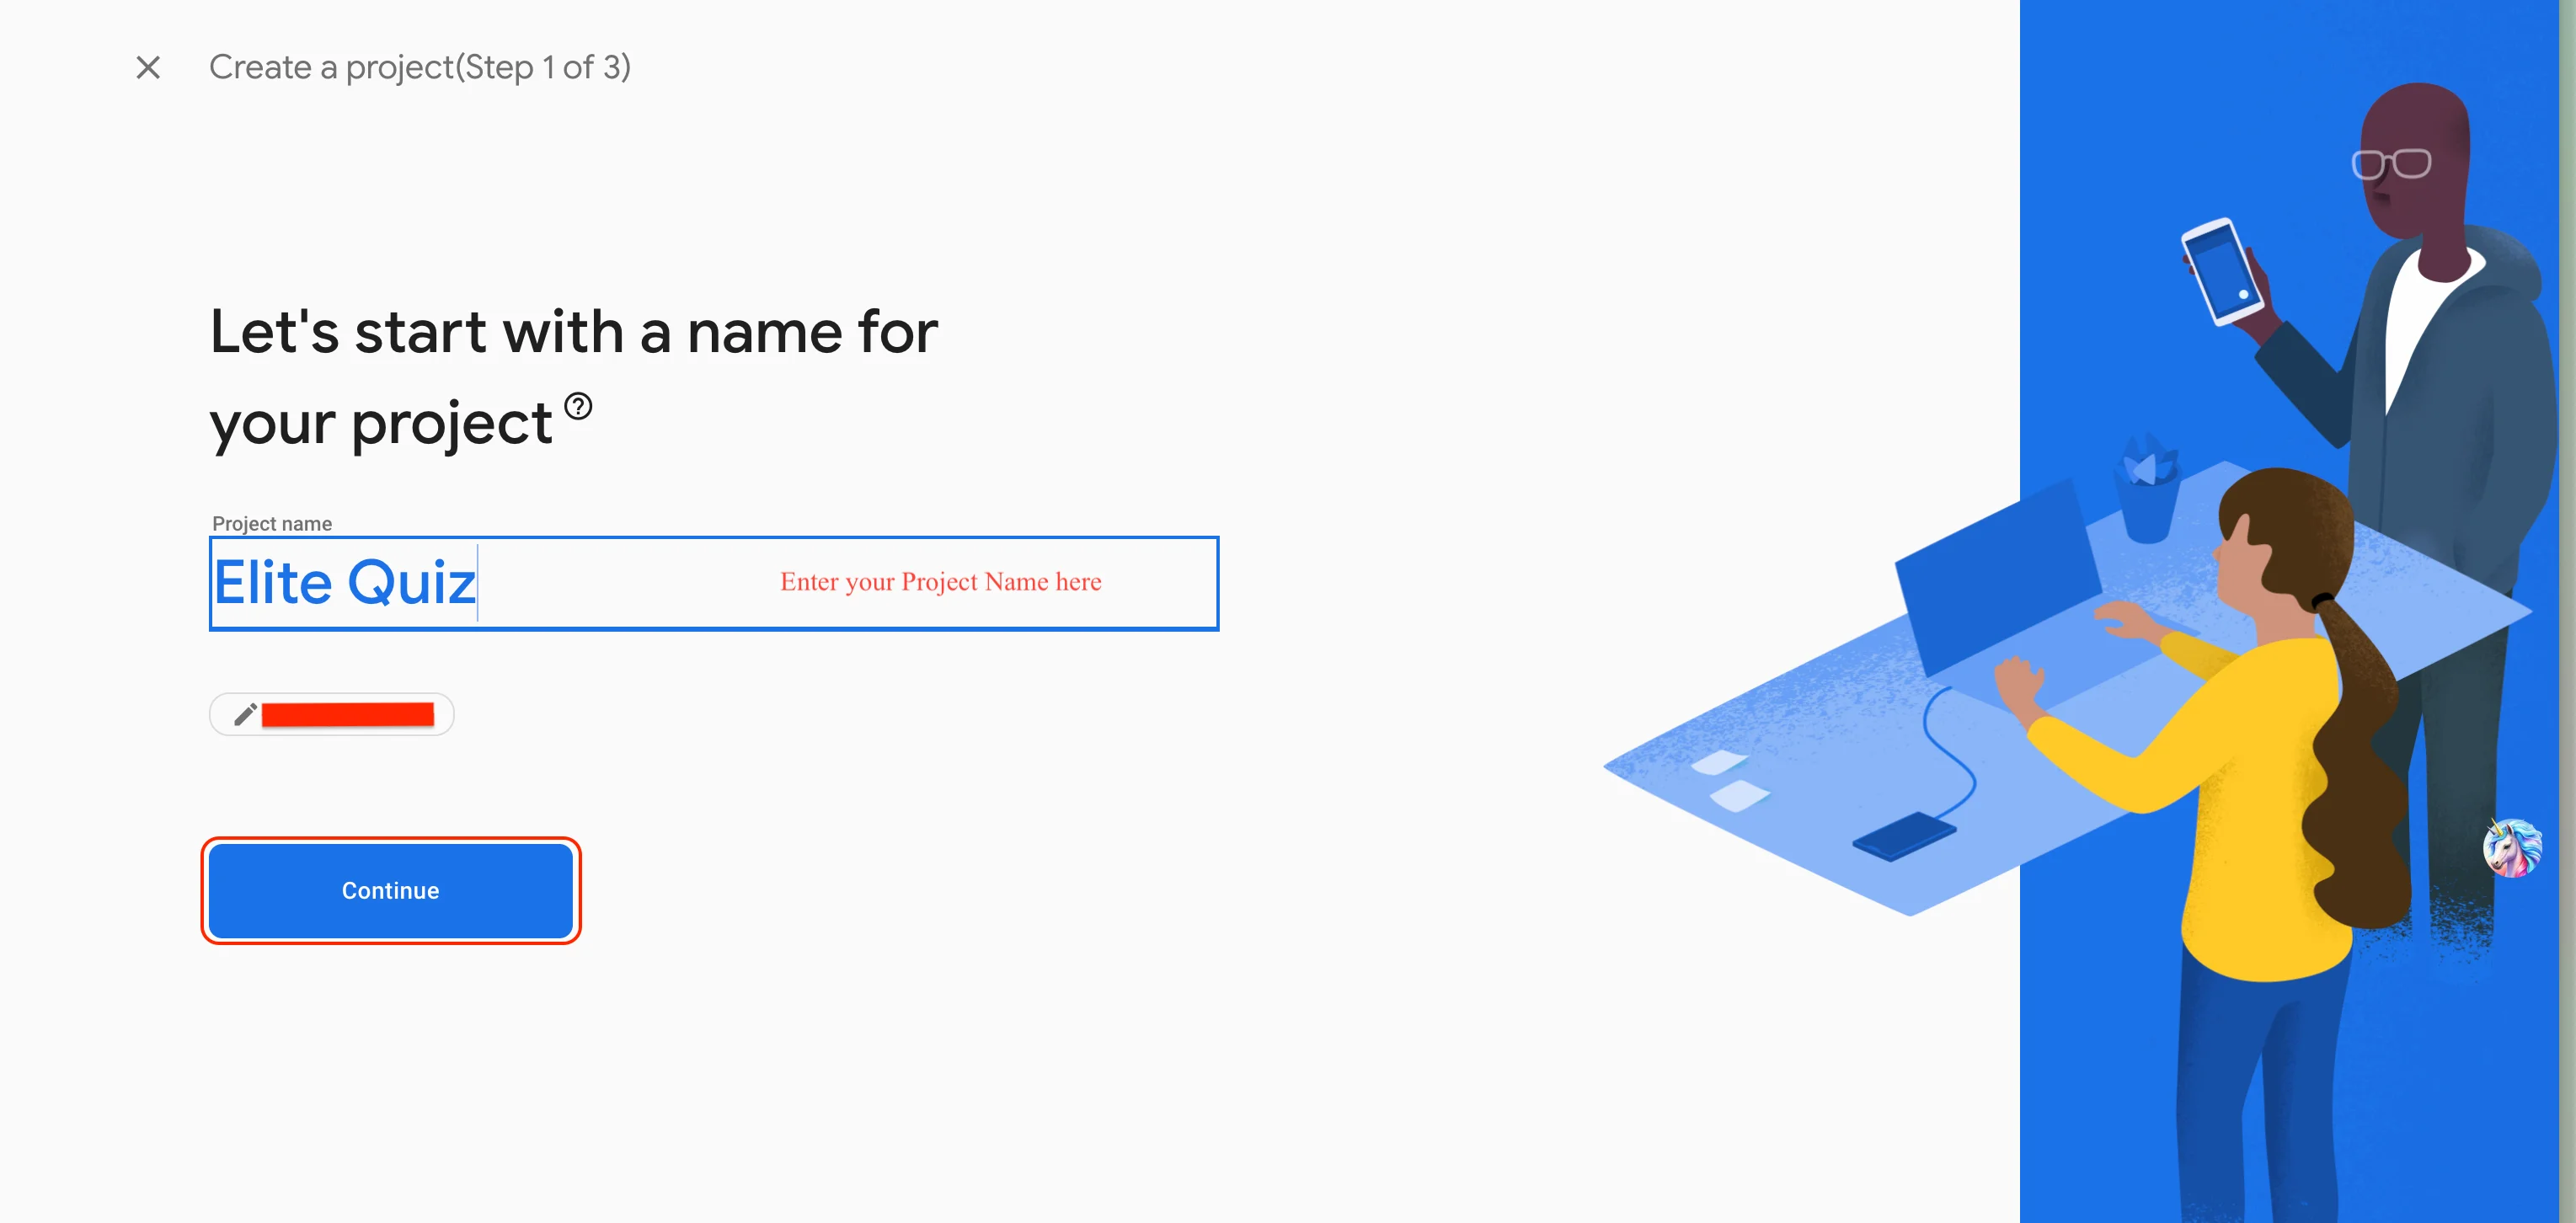 Create a project(Step 1 of 3)
Let's start with a name for
your project
Project name
Elite Quiz
Enter your Project Name here
Continue